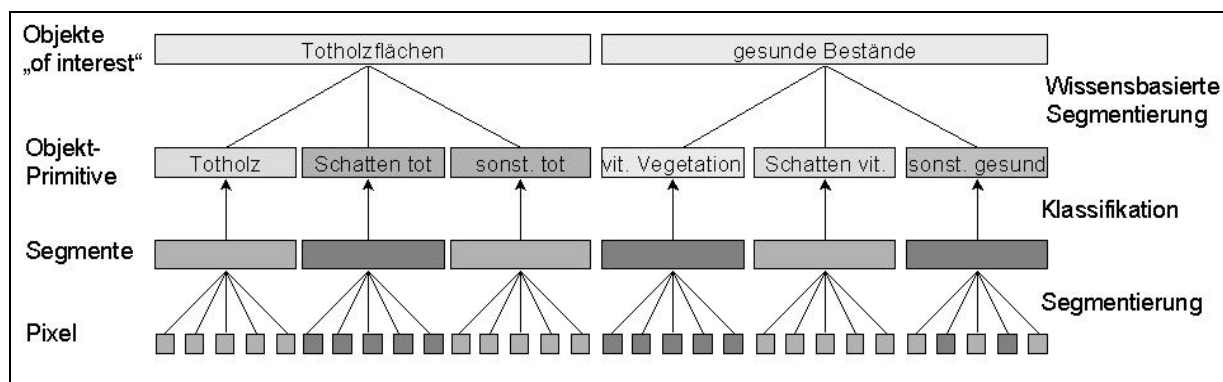 Objekte
„of interest“
Totholzflächen
gesunde Bestände
Wissensbasierte
Segmentierung
Objekt-
Primitive
Totholz
Schatten tot
sonst. tot
vit. Vegetation
Schatten vit.
sonst. gesund
Klassifikation
Segmente
Segmentierung
Pixel